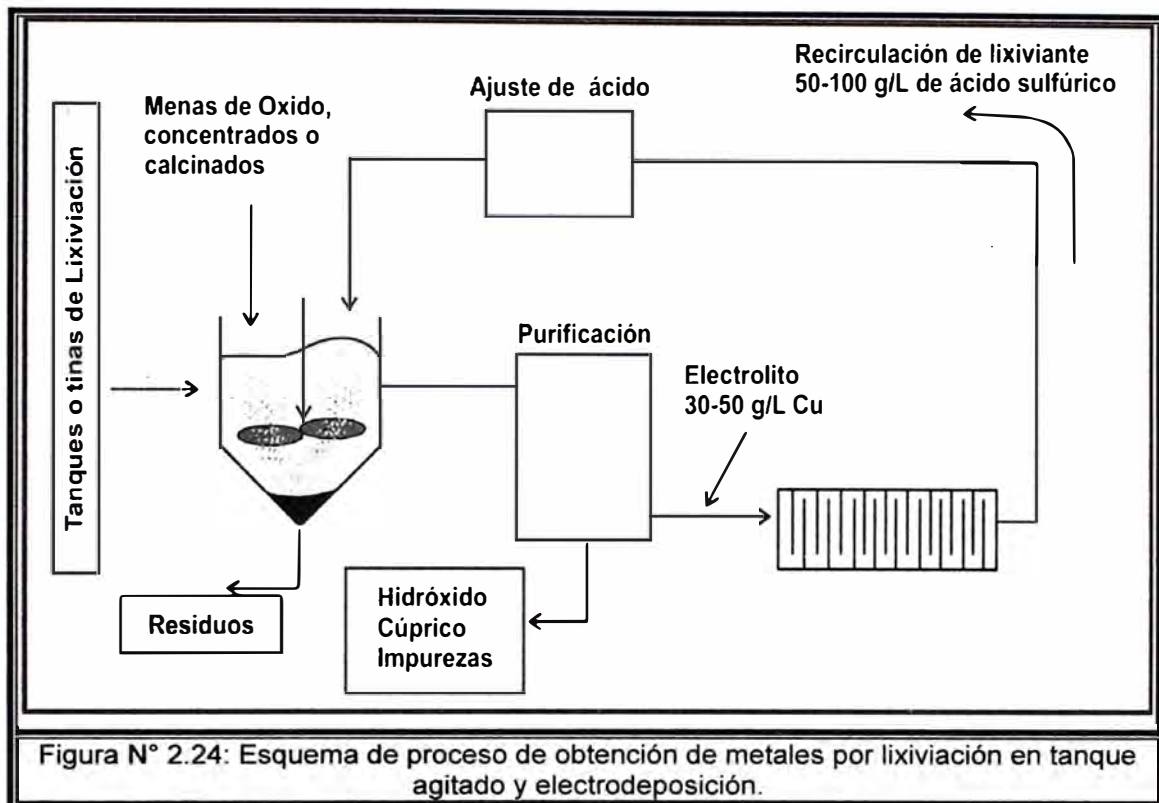 Recirculación de lixiviante
50-100 g/L de ácido sulfúrico
Ajuste de ácido
Menas de Oxido,
concentrados o
calcinados
Tanques o tinas de Lixiviación
Purificación
Electrolito
30-50 g/L Cu
Residuos
Hidróxido
Cúprico
Impurezas
Figura N° 2.24: Esquema de proceso de obtención de metales por lixiviación en tanque
agitado y electrodeposición.